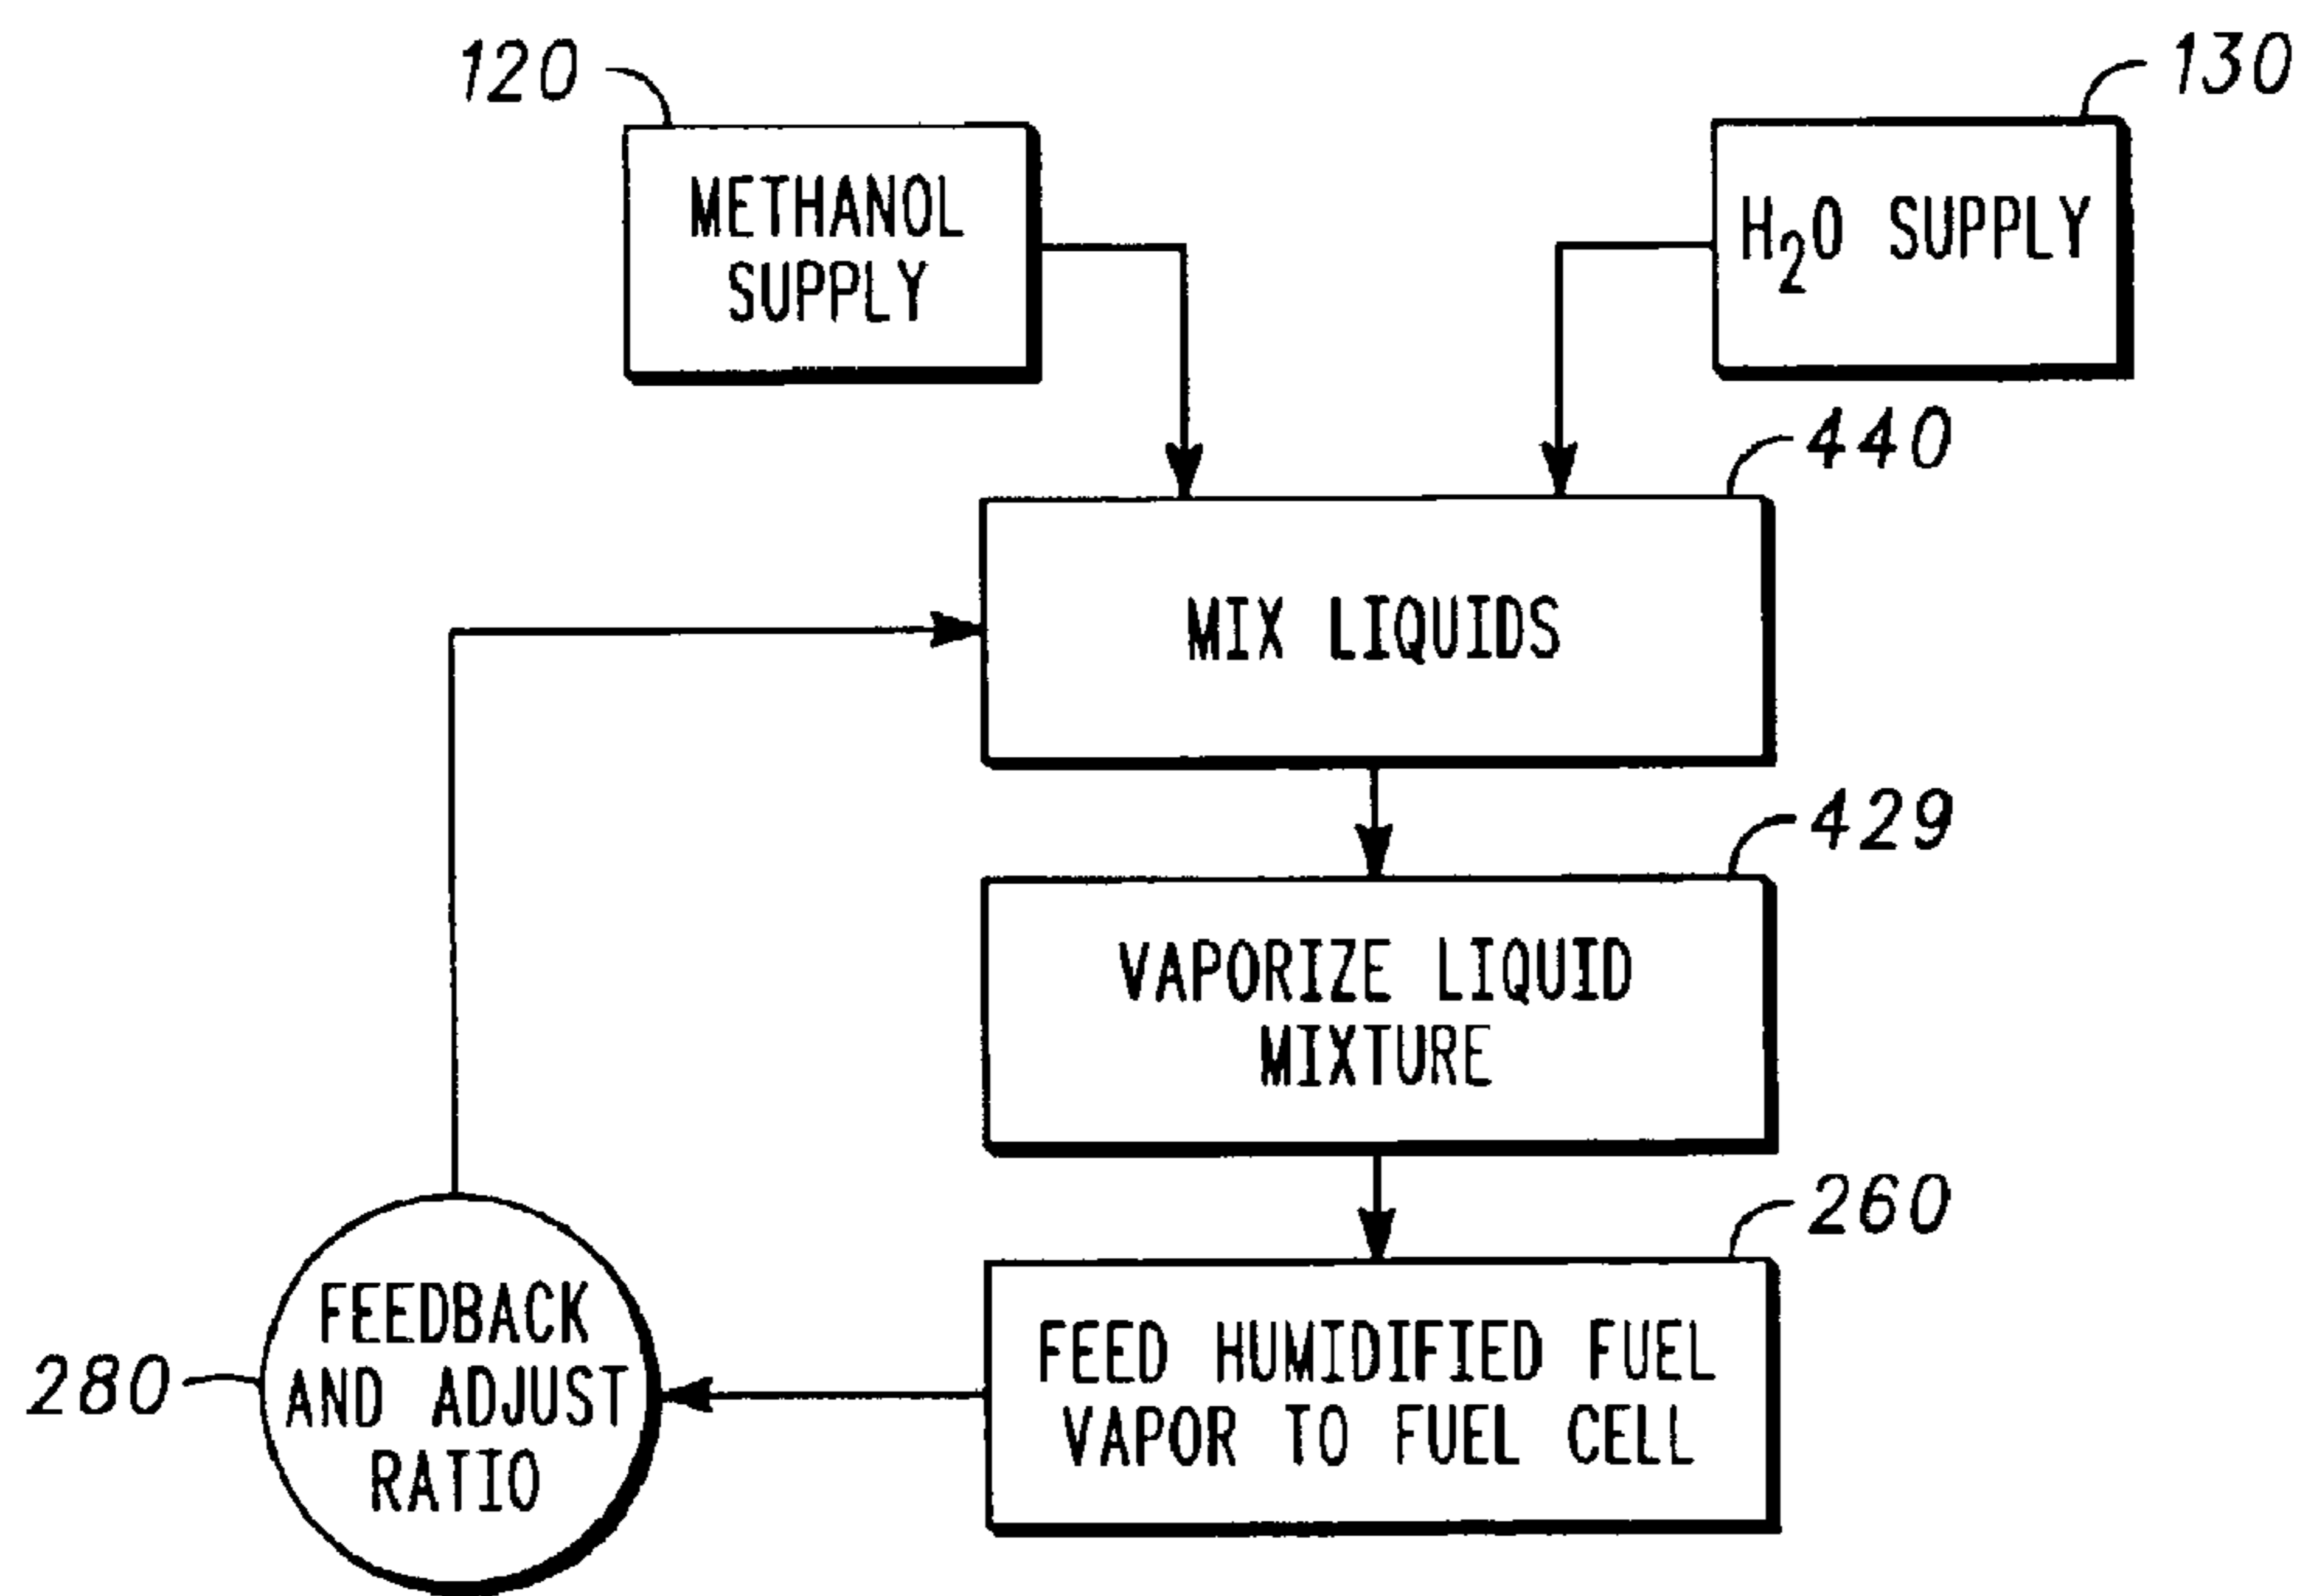 120
130
METHANOL
SUPPLY
H₂O SUPPLY
440
MIX LIQUIDS
429
VAPORIZE LIQUID
MIXTURE
260
FEED HUMIDIFIED FUEL
VAPOR TO FUEL CELL
280
FEEDBACK
AND ADJUST
RATIO